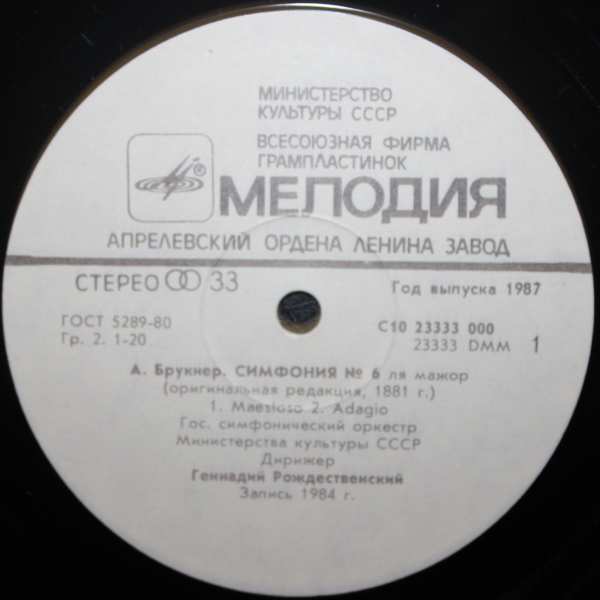 МИНИСТЕРСТВО
КУЛЬТУРЫ СССР
ВСЕСОЮЗНАЯ ФИРМА
ГРАМПЛАСТИНОК
®
МЕЛОДИЯ
АПРЕЛЕВСКИЙ ОРДЕНА ЛЕНИНА ЗАВОД
СТЕРЕО 33
Год выпуска 1987
ГОСТ 5289-80
Гр. 2. 1-20
С10 23333 000
23333 DMM 1
А. Брукнер. СИМФОНИЯ № 6 ля мажор
(оригинальная редакция, 1881 г.)
1. Maestoso 2. Adagio
Гос. симфонический оркестр
Министерства культуры СССР
Дирижер
Геннадий Рождественский
Запись 1984 г.